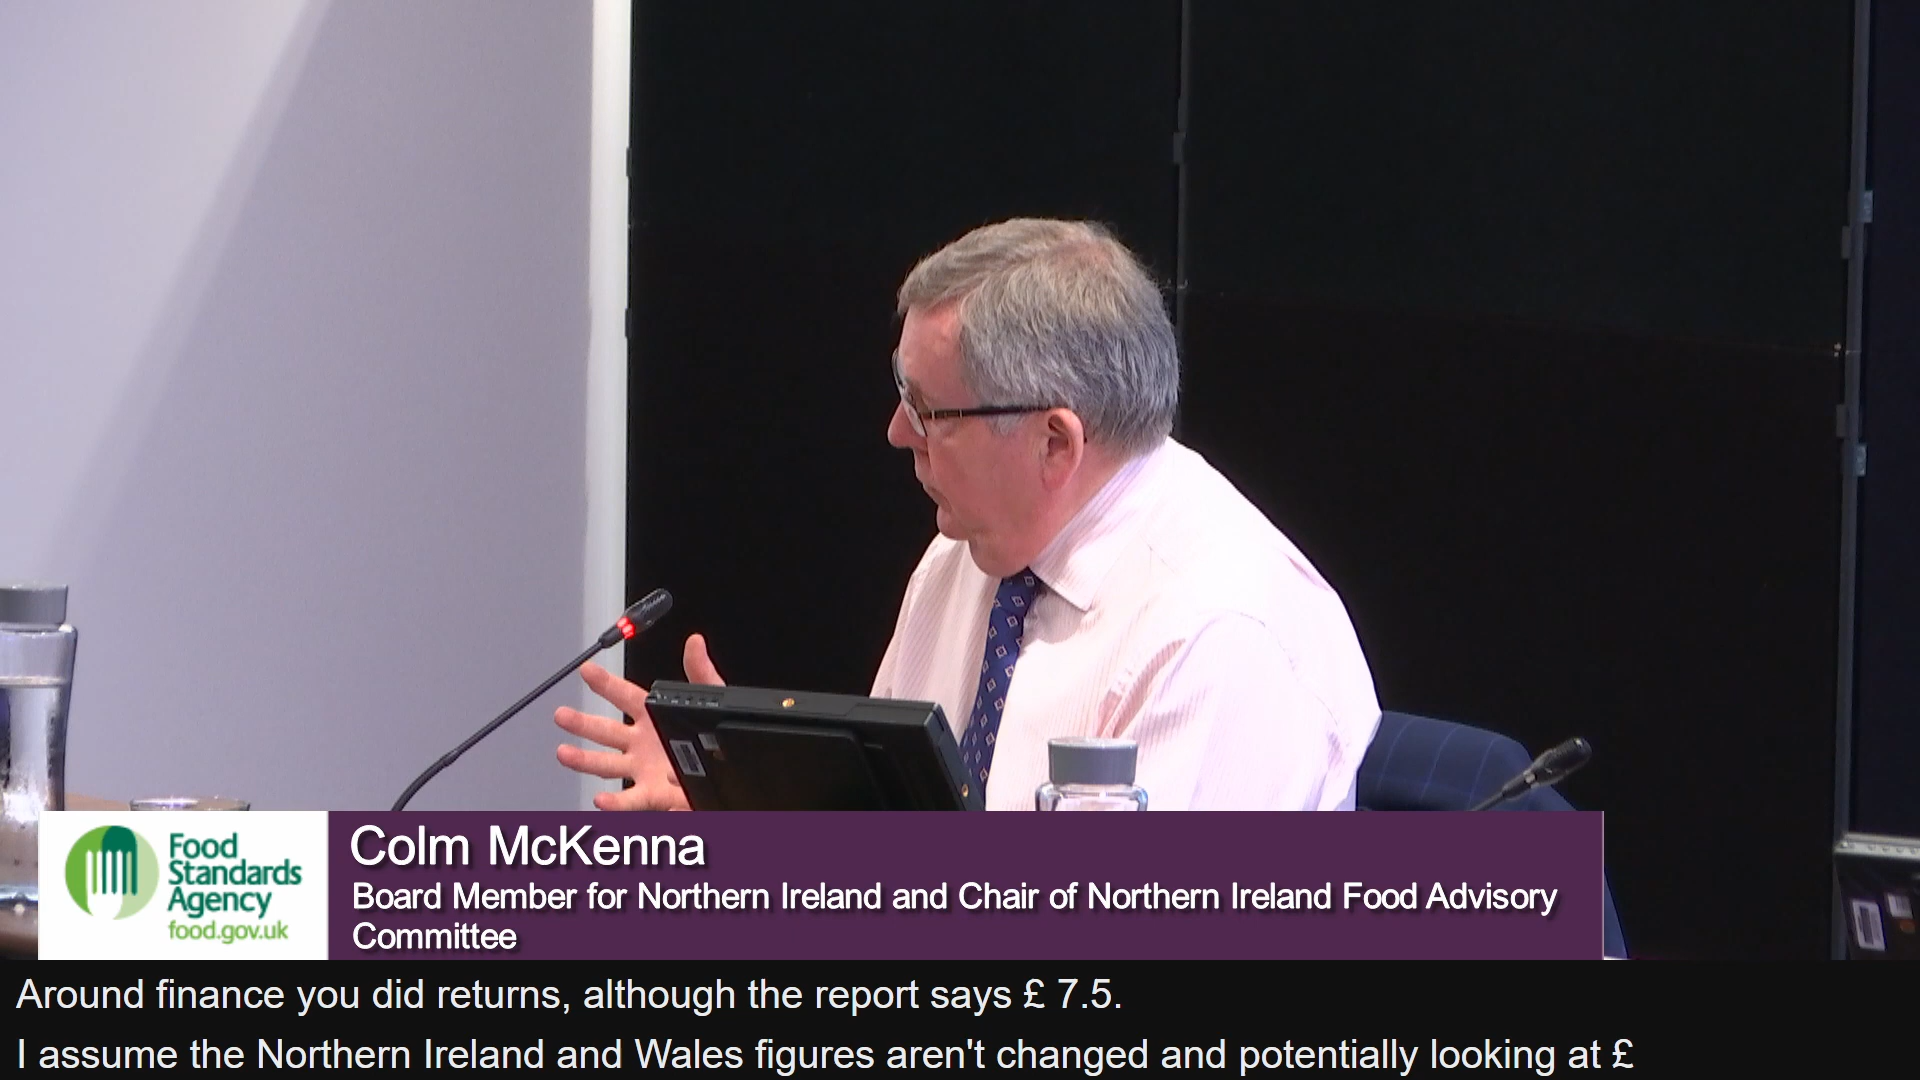 Food
Standards
Agency
food.gov.uk
Colm McKenna
Board Member for Northern Ireland and Chair of Northern Ireland Food Advisory
Committee
Around finance you did returns, although the report says £ 7.5.
I assume the Northern Ireland and Wales figures aren't changed and potentially looking at £